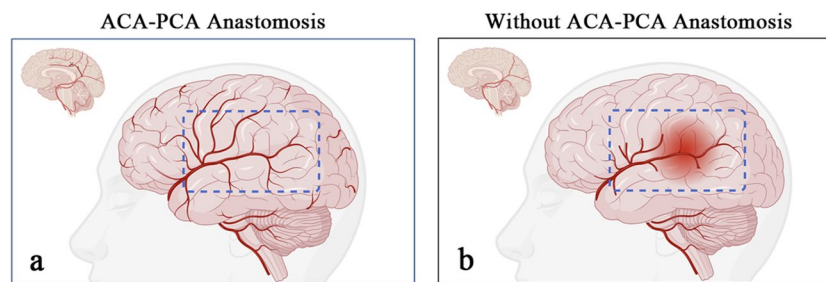 ACA-PCA Anastomosis
Without ACA-PCA Anastomosis
a
b